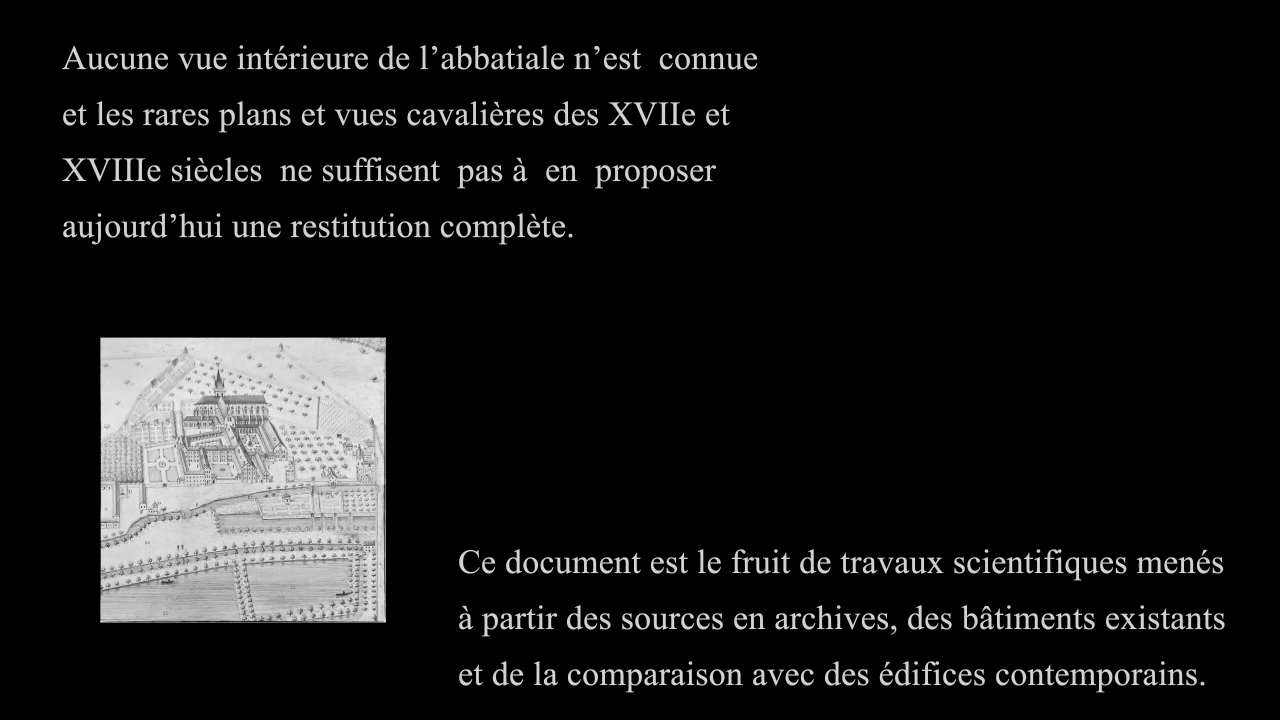 Aucune vue intérieure de l’abbatiale n’est  connue
et les rares plans et vues cavalières des XVIIe et
XVIIIe siècles  ne suffisent  pas à  en  proposer
aujourd’hui une restitution complète.
Ce document est le fruit de travaux scientifiques menés
à partir des sources en archives, des bâtiments existants
et de la comparaison avec des édifices contemporains.